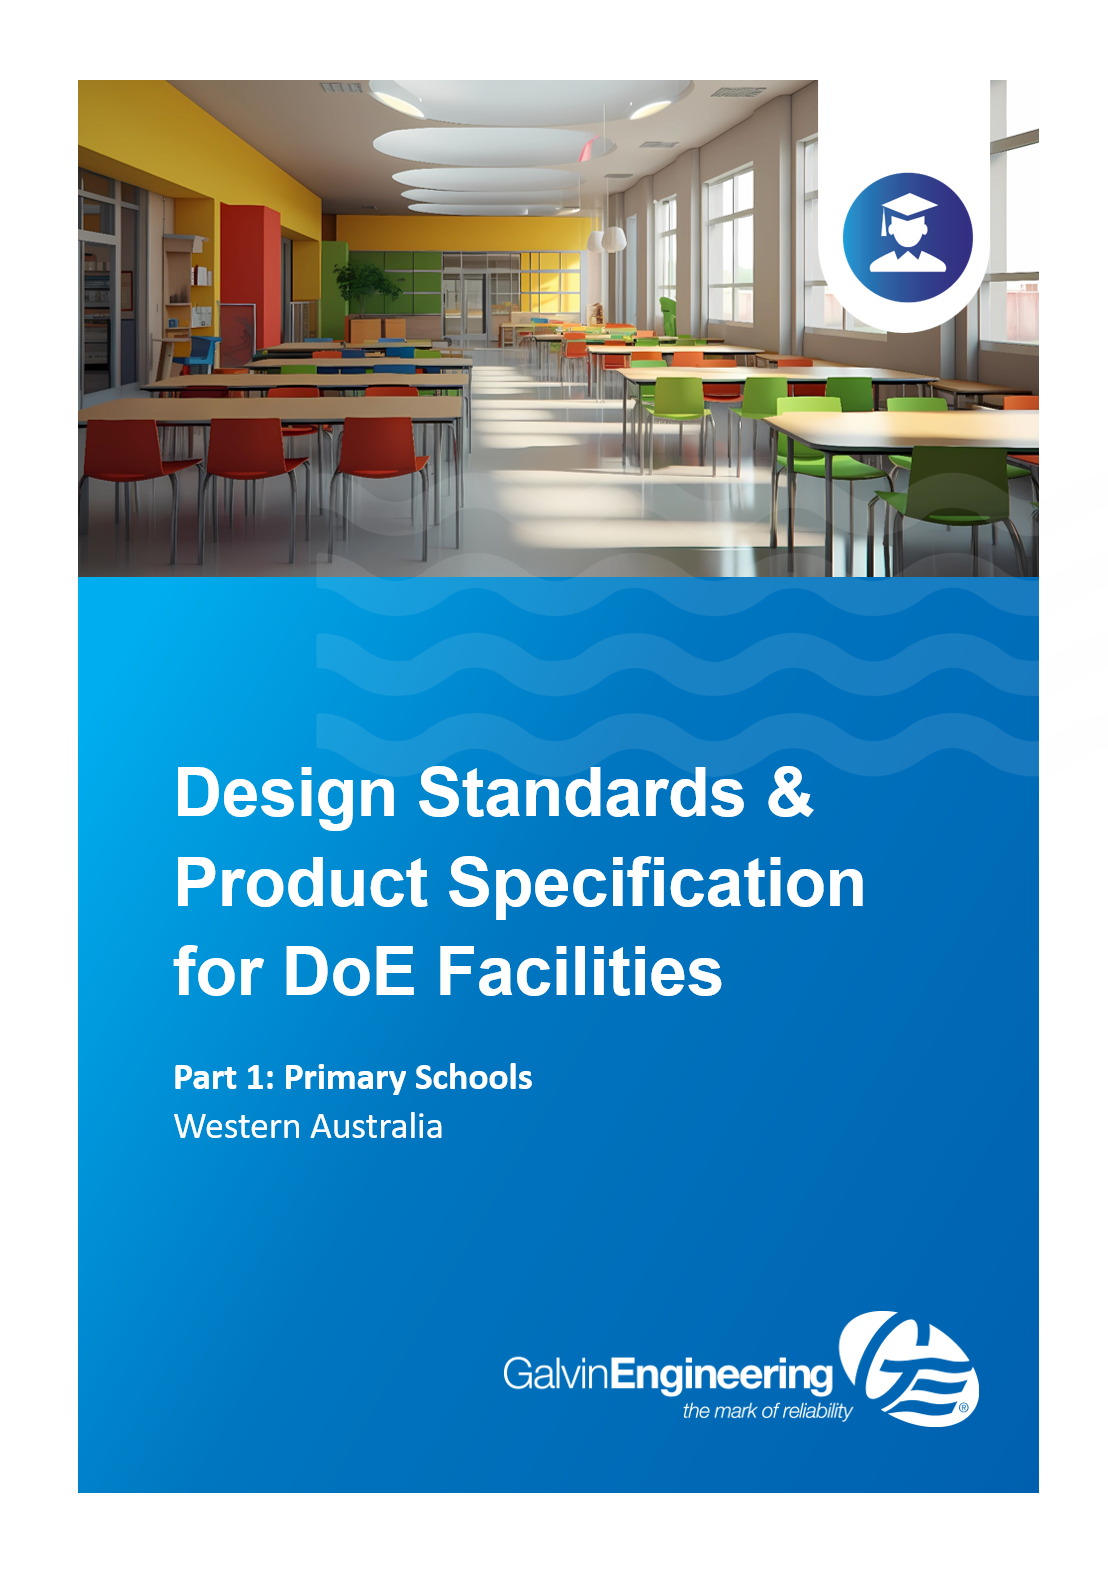 Design Standards &
Product Specification
for DoE Facilities
Part 1: Primary Schools
Western Australia
GalvinEngineering
the mark of reliability
®